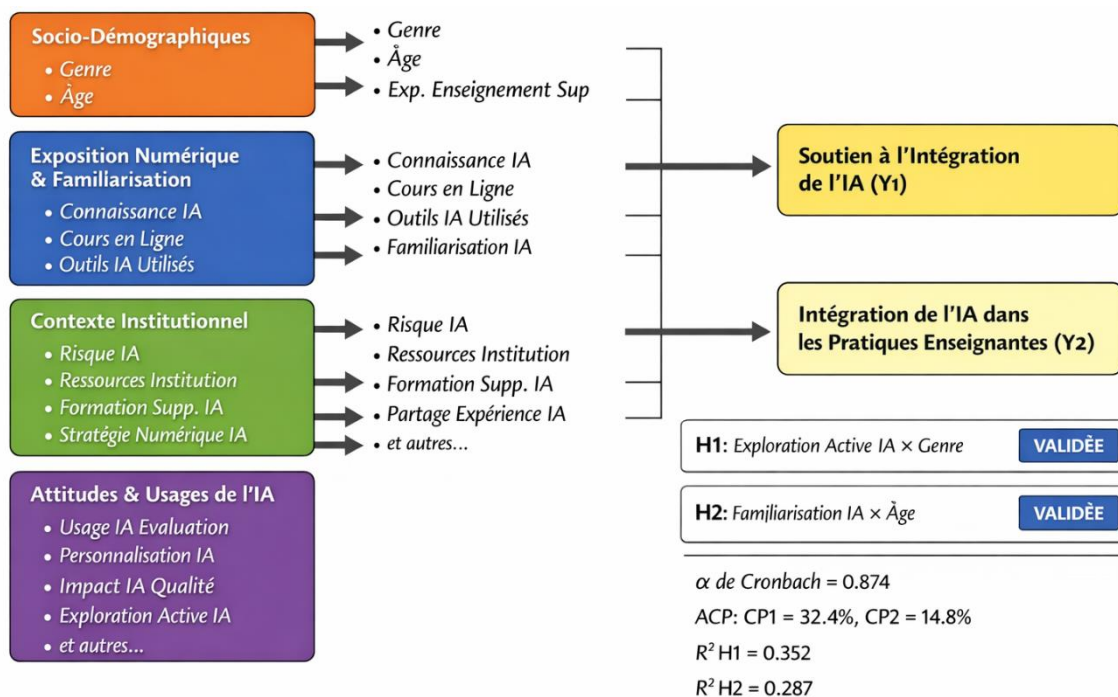 Socio-Démographiques
• Genre
• Àge
Exposition Numérique
& Familiarisation
• Connaissance IA
• Cours en Ligne
• Outils IA Utilisés
Contexte Institutionnel
• Risque IA
• Ressources Institution
• Formation Supp. IA
• Stratégie Numérique IA
Attitudes & Usages de l'IA
• Usage IA Evaluation
• Personnalisation IA
• Impact IA Qualité
• Exploration Active IA
• et autres...
• Genre
• Åge
• Exp. Enseignement Sup
• Connaissance IA
• Cours en Ligne
• Outils IA Utilisés
• Familiarisation IA
• Risque IA
• Ressources Institution
• Formation Supp. IA
• Partage Expérience IA
• et autres...
Soutien à l'Intégration
de l'IA (Y1)
Intégration de l'IA dans
les Pratiques Enseignantes (Y2)
H1: Exploration Active IA × Genre VALIDÈE
H2: Familiarisation IA × Àge VALIDÈE
α de Cronbach = 0.874
ACP: CP1 = 32.4%, CP2 = 14.8%
R² H1 = 0.352
R² H2 = 0.287